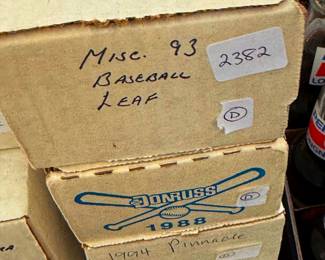 Misc. 93
2382
Baseball
Leaf
D
DONRUSS
D
1988
1994 Pinnacle
D